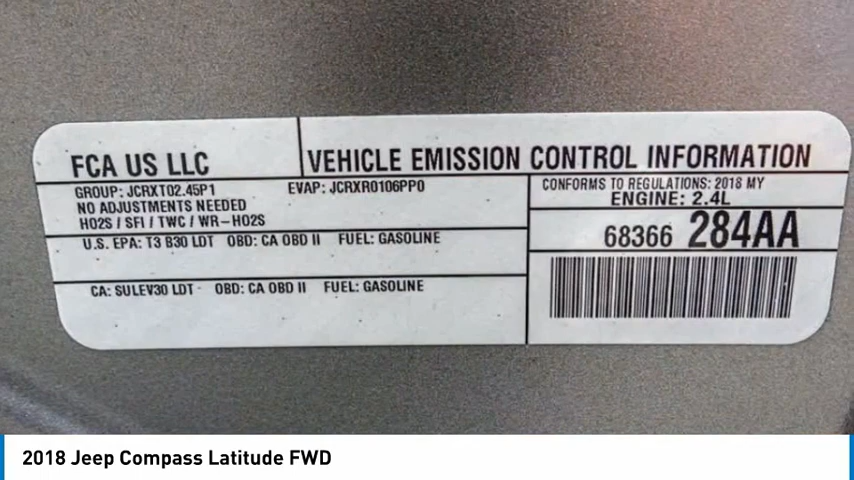 FCA US LLC
VEHICLE EMISSION CONTROL INFORMATION
GROUP: JCRXT02.45P1
EVAP: JCRXR0106PP0
NO ADJUSTMENTS NEEDED
HO2S / SFI / TWC / WR-HO2S
CONFORMS TO REGULATIONS: 2018 MY
ENGINE: 2.4L
U.S. EPA: T3 B30 LDT OBD: CA OBD II FUEL: GASOLINE
68366 284AA
CA: SULEV30 LDT OBD: CA OBD II FUEL: GASOLINE
2018 Jeep Compass Latitude FWD